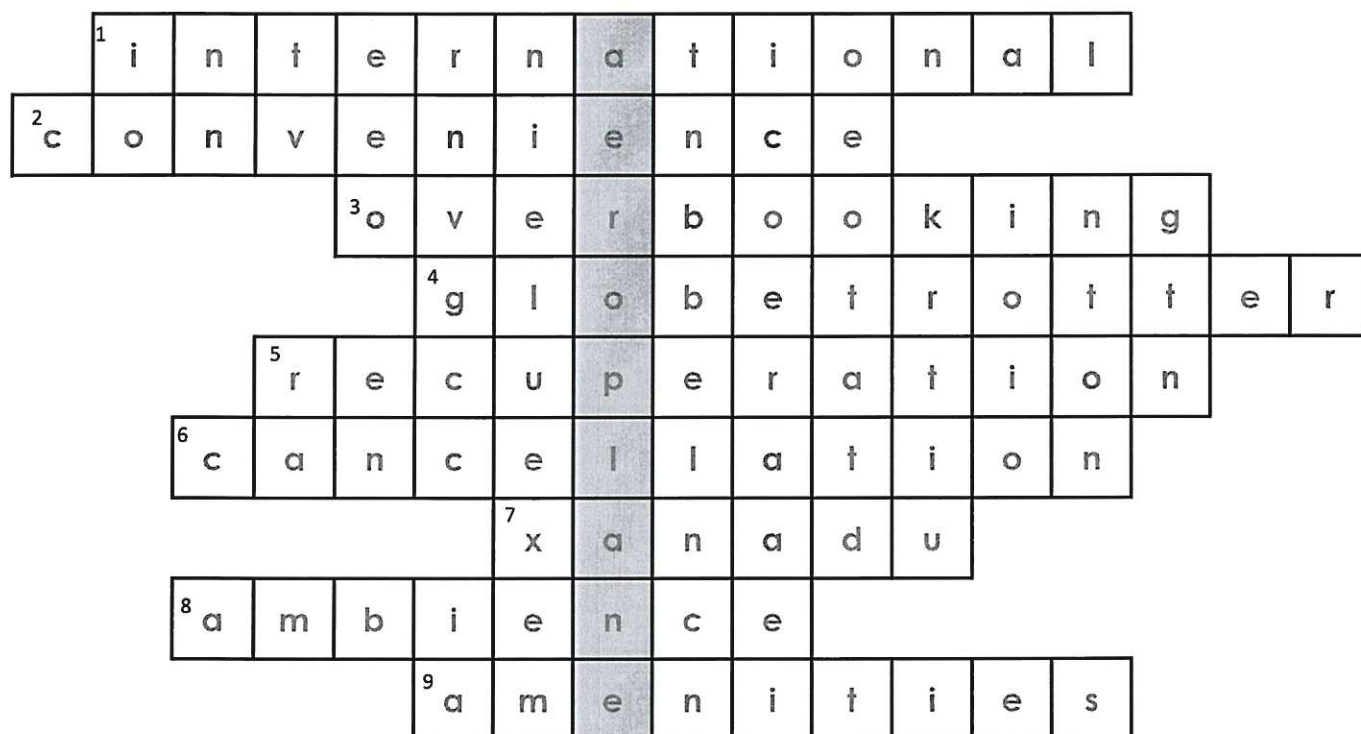 1 international
2 convenience
3 overbooking
4 globetrotter
5 recuperation
6 cancellation
7 xanadu
8 ambience
9 amenities